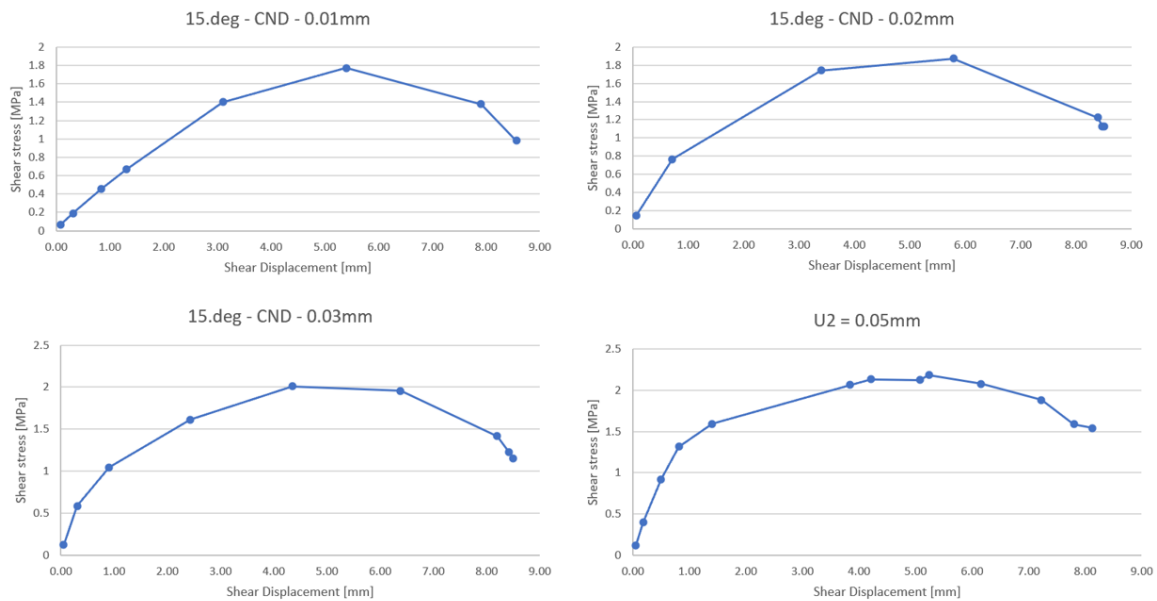 15.deg - CND - 0.01mm
Shear stress [MPa]
2
1.8
1.6
1.4
1.2
1
0.8
0.6
0.4
0.2
0
0.00 1.00 2.00 3.00 4.00 5.00 6.00 7.00 8.00 9.00
Shear Displacement [mm]
15.deg - CND - 0.02mm
Shear stress [MPa]
2
1.8
1.6
1.4
1.2
1
0.8
0.6
0.4
0.2
0
0.00 1.00 2.00 3.00 4.00 5.00 6.00 7.00 8.00 9.00
Shear Displacement [mm]
15.deg - CND - 0.03mm
Shear stress [MPa]
2.5
2
1.5
1
0.5
0
0.00 1.00 2.00 3.00 4.00 5.00 6.00 7.00 8.00 9.00
Shear Displacement [mm]
U2 = 0.05mm
Shear stress [MPa]
2.5
2
1.5
1
0.5
0
0.00 1.00 2.00 3.00 4.00 5.00 6.00 7.00 8.00 9.00
Shear Displacement [mm]